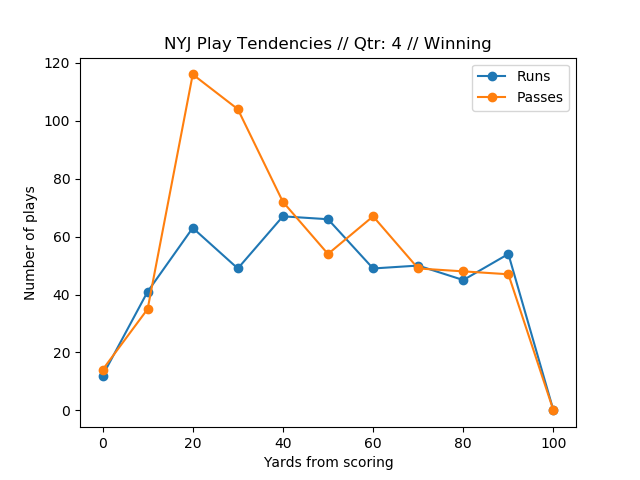 NYJ Play Tendencies // Qtr: 4 // Winning
Runs
Passes
Number of plays
120
100
80
60
40
20
0
0 20 40 60 80 100
Yards from scoring